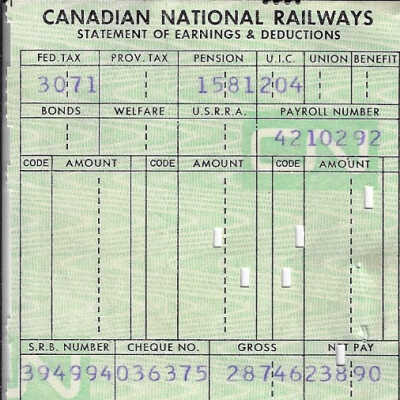 CANADIAN NATIONAL RAILWAYS
STATEMENT OF EARNINGS & DEDUCTIONS
FED. TAX PROV. TAX PENSION U.I.C. UNION BENEFIT
3071 1581 204
BONDS WELFARE U.S.R.R.A. PAYROLL NUMBER
4210292
CODE AMOUNT CODE AMOUNT CODE AMOUNT
CN
S.R.B. NUMBER CHEQUE NO. GROSS NET PAY
394994 036375 28746 23890